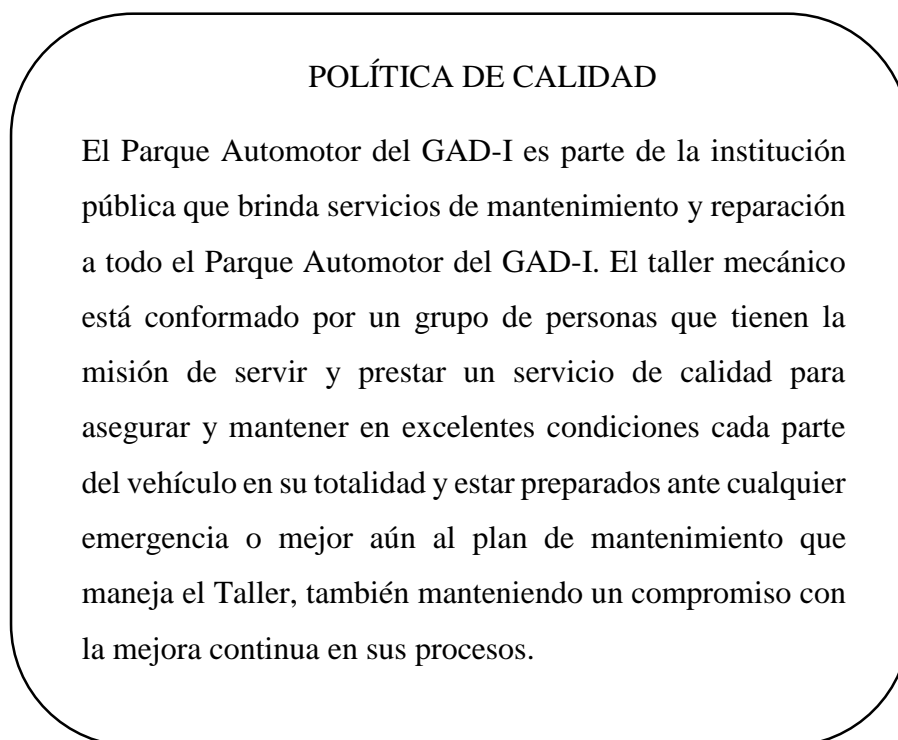 POLÍTICA DE CALIDAD
El Parque Automotor del GAD-I es parte de la institución
pública que brinda servicios de mantenimiento y reparación
a todo el Parque Automotor del GAD-I. El taller mecánico
está conformado por un grupo de personas que tienen la
misión de servir y prestar un servicio de calidad para
asegurar y mantener en excelentes condiciones cada parte
del vehículo en su totalidad y estar preparados ante cualquier
emergencia o mejor aún al plan de mantenimiento que
maneja el Taller, también manteniendo un compromiso con
la mejora continua en sus procesos.